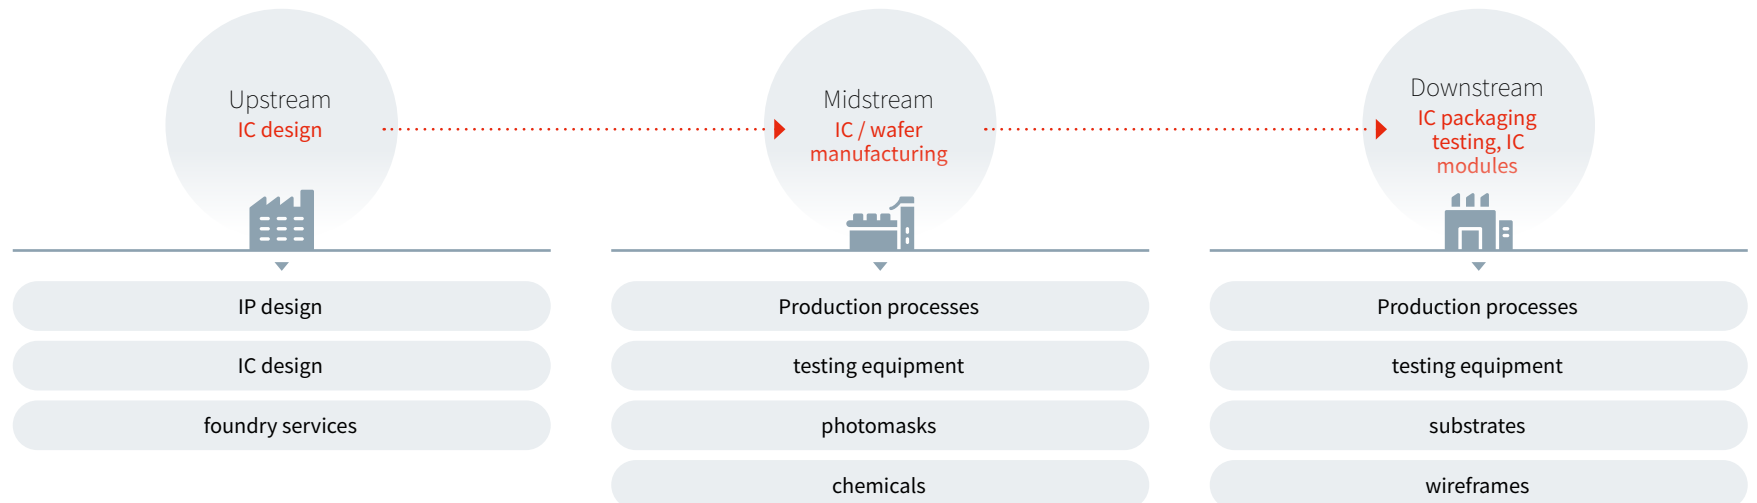 Upstream
IC design
Midstream
IC / wafer
manufacturing
Downstream
IC packaging
testing, IC
modules
IP design
IC design
foundry services
Production processes
testing equipment
photomasks
chemicals
Production processes
testing equipment
substrates
wireframes